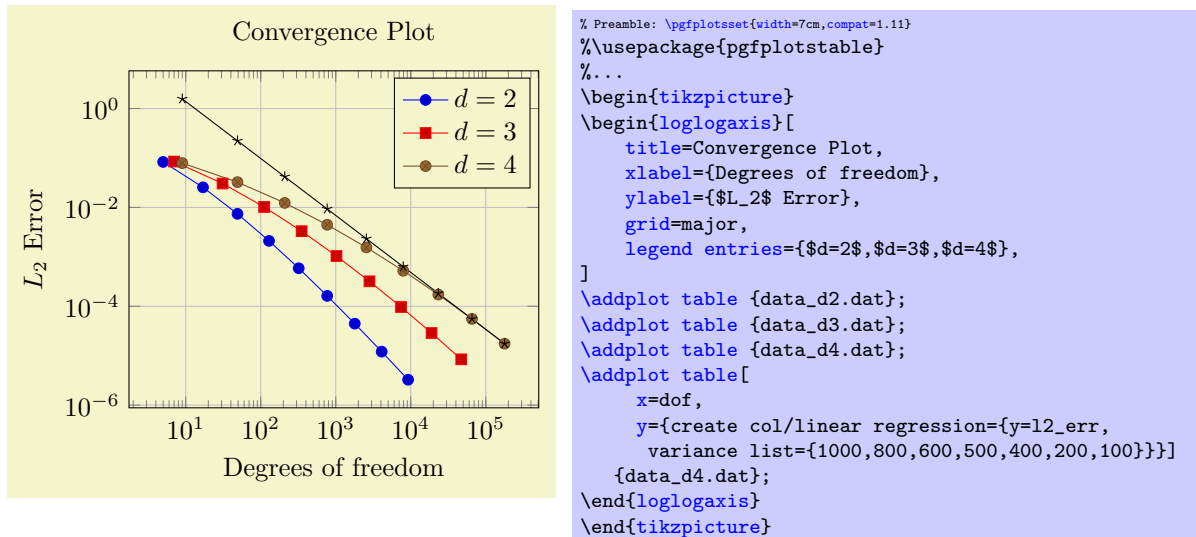 Convergence Plot
10^0
10^−2
10^−4
10^−6
L_2 Error
d = 2
d = 3
d = 4
10^1 10^2 10^3 10^4 10^5
Degrees of freedom
% Preamble: \pgfplotsset{width=7cm,compat=1.11}
%\usepackage{pgfplotstable}
%...
\begin{tikzpicture}
\begin{loglogaxis}[
    title=Convergence Plot,
    xlabel={Degrees of freedom},
    ylabel={$L_2$ Error},
    grid=major,
    legend entries={$d=2$,$d=3$,$d=4$},
]
\addplot table {data_d2.dat};
\addplot table {data_d3.dat};
\addplot table {data_d4.dat};
\addplot table[
     x=dof,
     y={create col/linear regression={y=l2_err,
      variance list={1000,800,600,500,400,200,100}}}]
   {data_d4.dat};
\end{loglogaxis}
\end{tikzpicture}